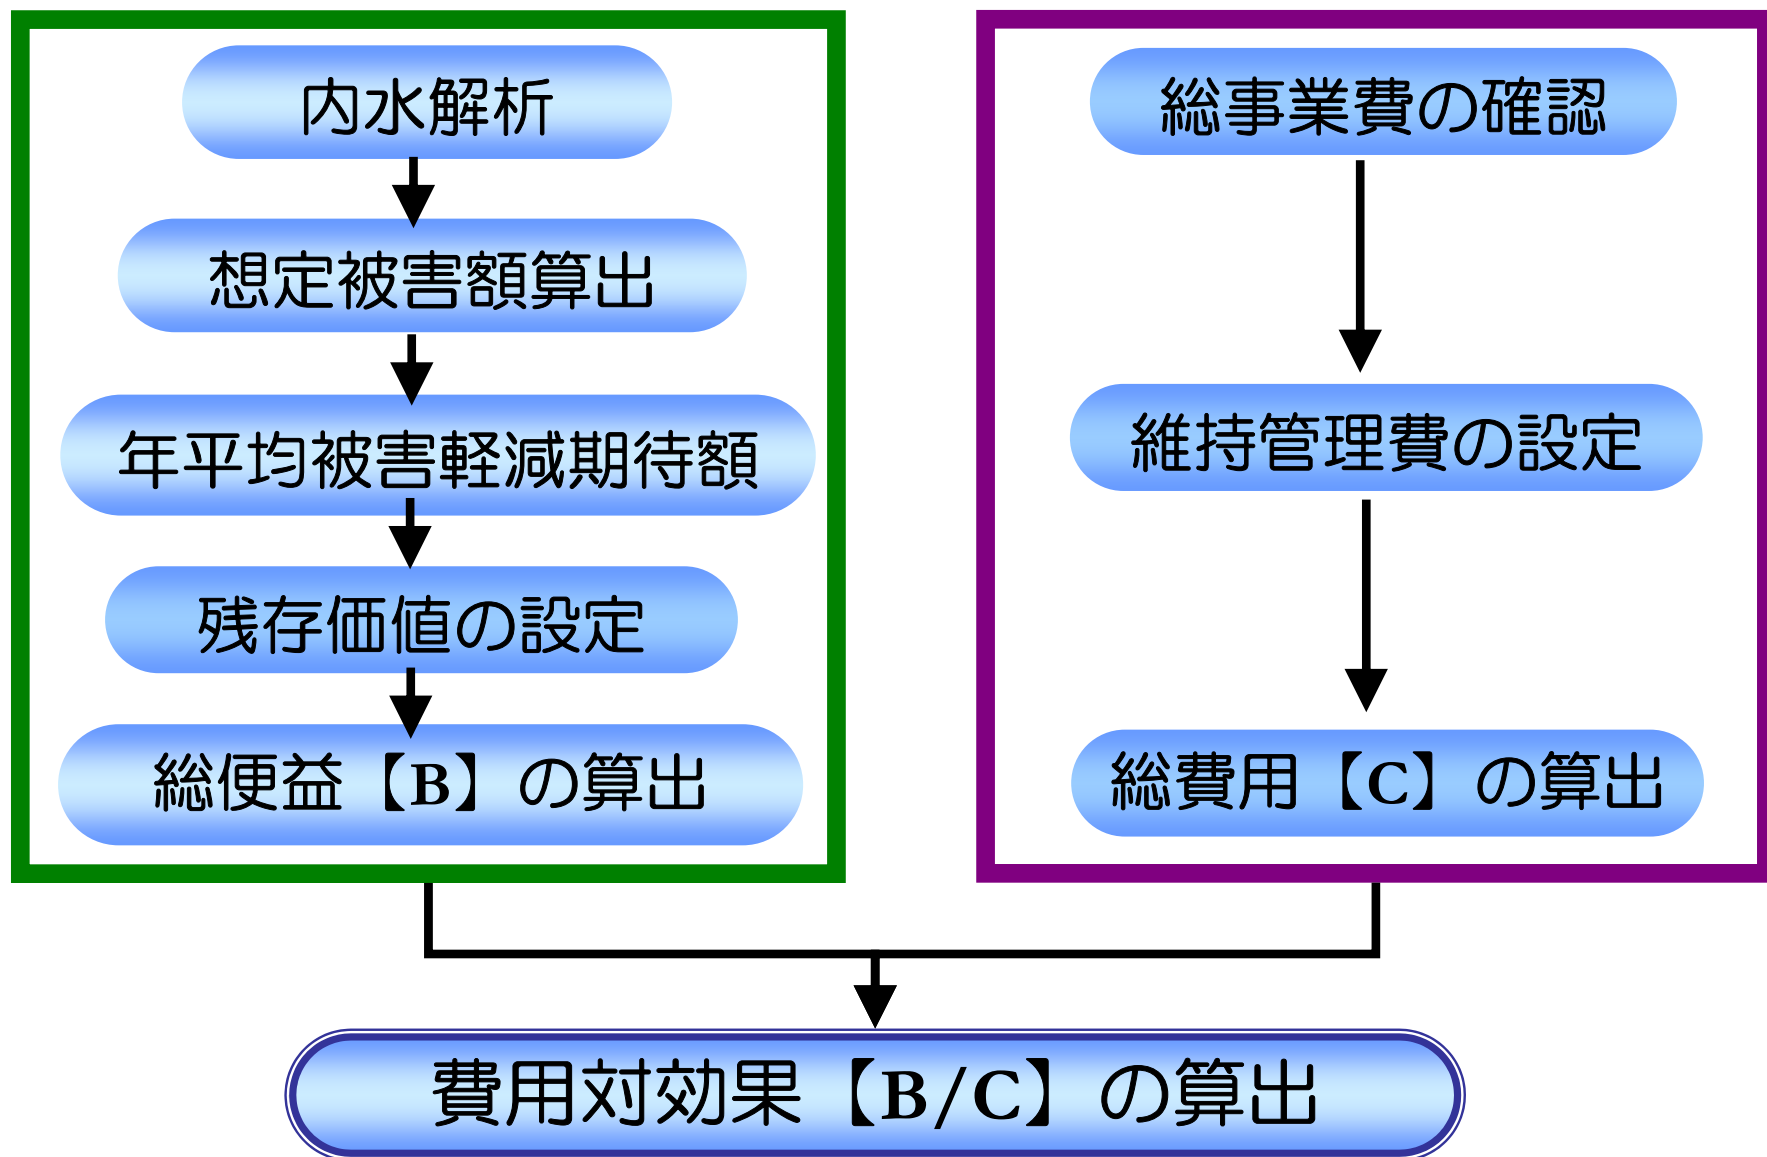 内水解析
想定被害額算出
年平均被害軽減期待額
残存価値の設定
総便益【B】の算出
総事業費の確認
維持管理費の設定
総費用【C】の算出
費用対効果【B/C】の算出